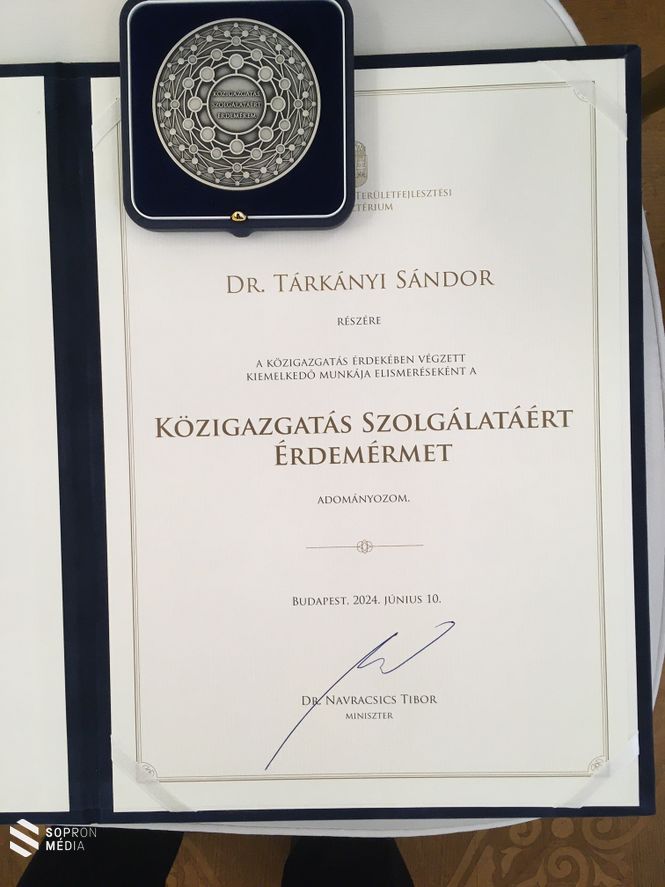 KÖZIGAZGATÁS
SZOLGÁLATÁÉRT
ÉRDEMÉREM
TERÜLETFEJLESZTÉSI
DR. TÁRKÁNYI SÁNDOR
RÉSZÉRE
A KÖZIGAZGATÁS ÉRDEKÉBEN VÉGZETT
KIEMELKEDŐ MUNKÁJA ELISMERÉSEKÉNT A
KÖZIGAZGATÁS SZOLGÁLATÁÉRT
ÉRDEMÉRMET
ADOMÁNYOZOM.
BUDAPEST, 2024. JÚNIUS 10.
DR. NAVRACSICS TIBOR
MINISZTER
SOPRON
MÉDIA